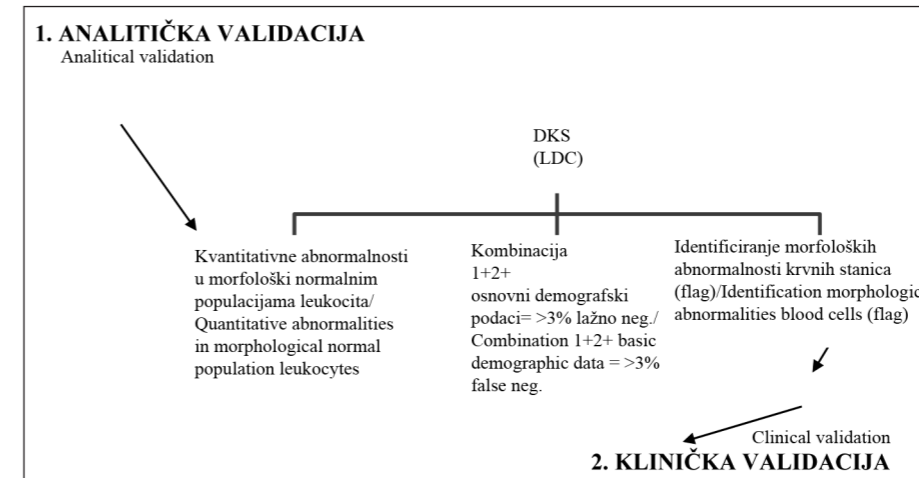 1. ANALITIČKA VALIDACIJA
Analitical validation
DKS
(LDC)
Kvantitativne abnormalnosti
u morfološki normalnim
populacijama leukocita/
Quantitative abnormalities
in morphological normal
population leukocytes
Kombinacija
1+2+
osnovni demografski
podaci= >3% lažno neg./
Combination 1+2+ basic
demographic data = >3%
false neg.
Identificiranje morfoloških
abnormalnosti krvnih stanica
(flag)/Identification morphologic
abnormalities blood cells (flag)
Clinical validation
2. KLINIČKA VALIDACIJA